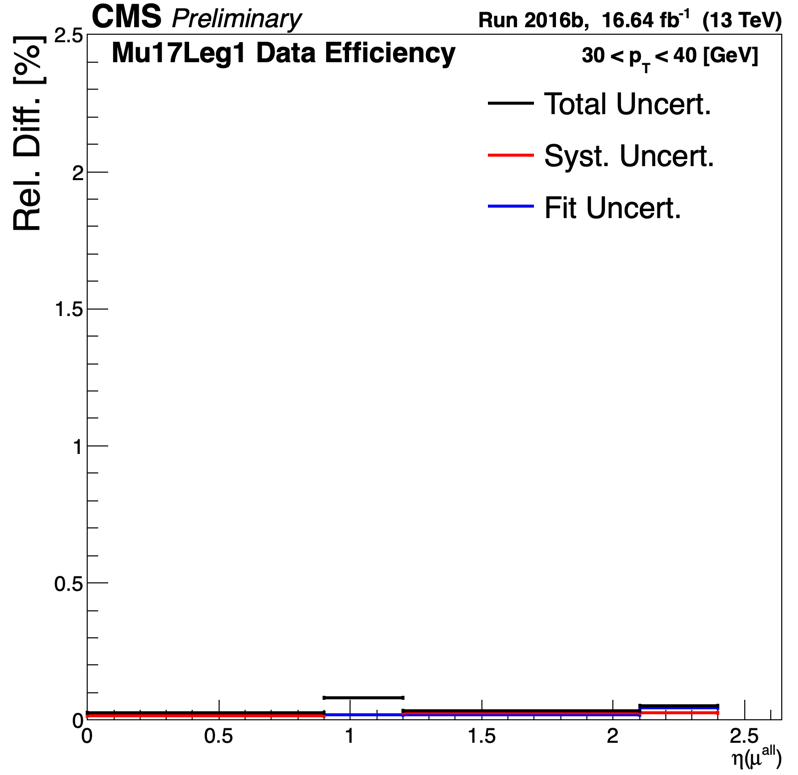 CMS Preliminary Run 2016b, 16.64 fb⁻¹ (13 TeV)
Mu17Leg1 Data Efficiency 30 < p_T < 40 [GeV]
Total Uncert.
Syst. Uncert.
Fit Uncert.
Rel. Diff. [%]
2.5
2
1.5
1
0.5
0
0 0.5 1 1.5 2 2.5
η(μ^all)